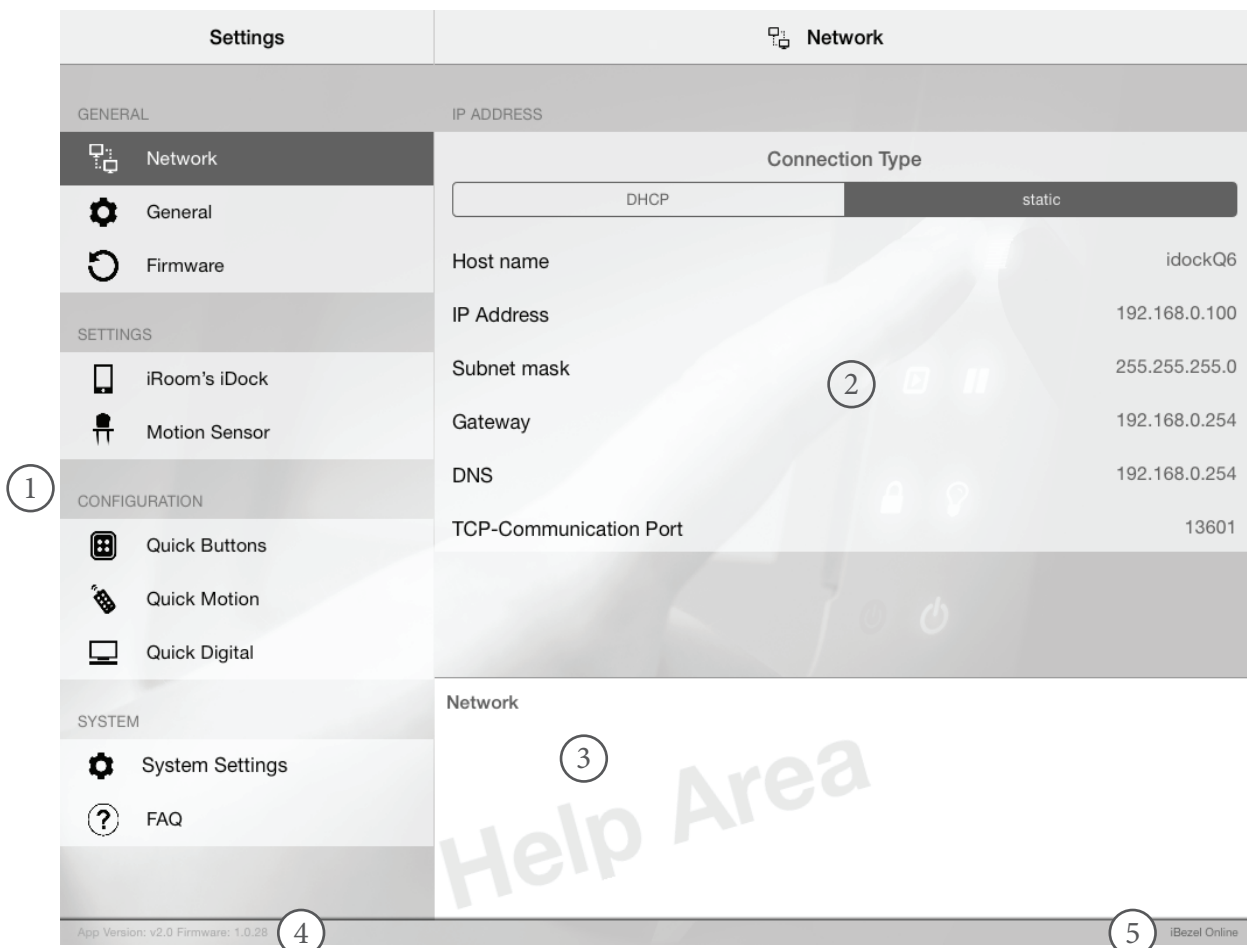 Settings
Network
GENERAL
Network
General
Firmware
SETTINGS
iRoom's iDock
Motion Sensor
1
CONFIGURATION
Quick Buttons
Quick Motion
Quick Digital
SYSTEM
System Settings
? FAQ
IP ADDRESS
Connection Type
DHCP static
Host name idockQ6
IP Address 192.168.0.100
Subnet mask 255.255.255.0
2
Gateway 192.168.0.254
DNS 192.168.0.254
TCP-Communication Port 13601
Network
3
Help Area
App Version: v2.0 Firmware: 1.0.28 4
5 iBezel Online